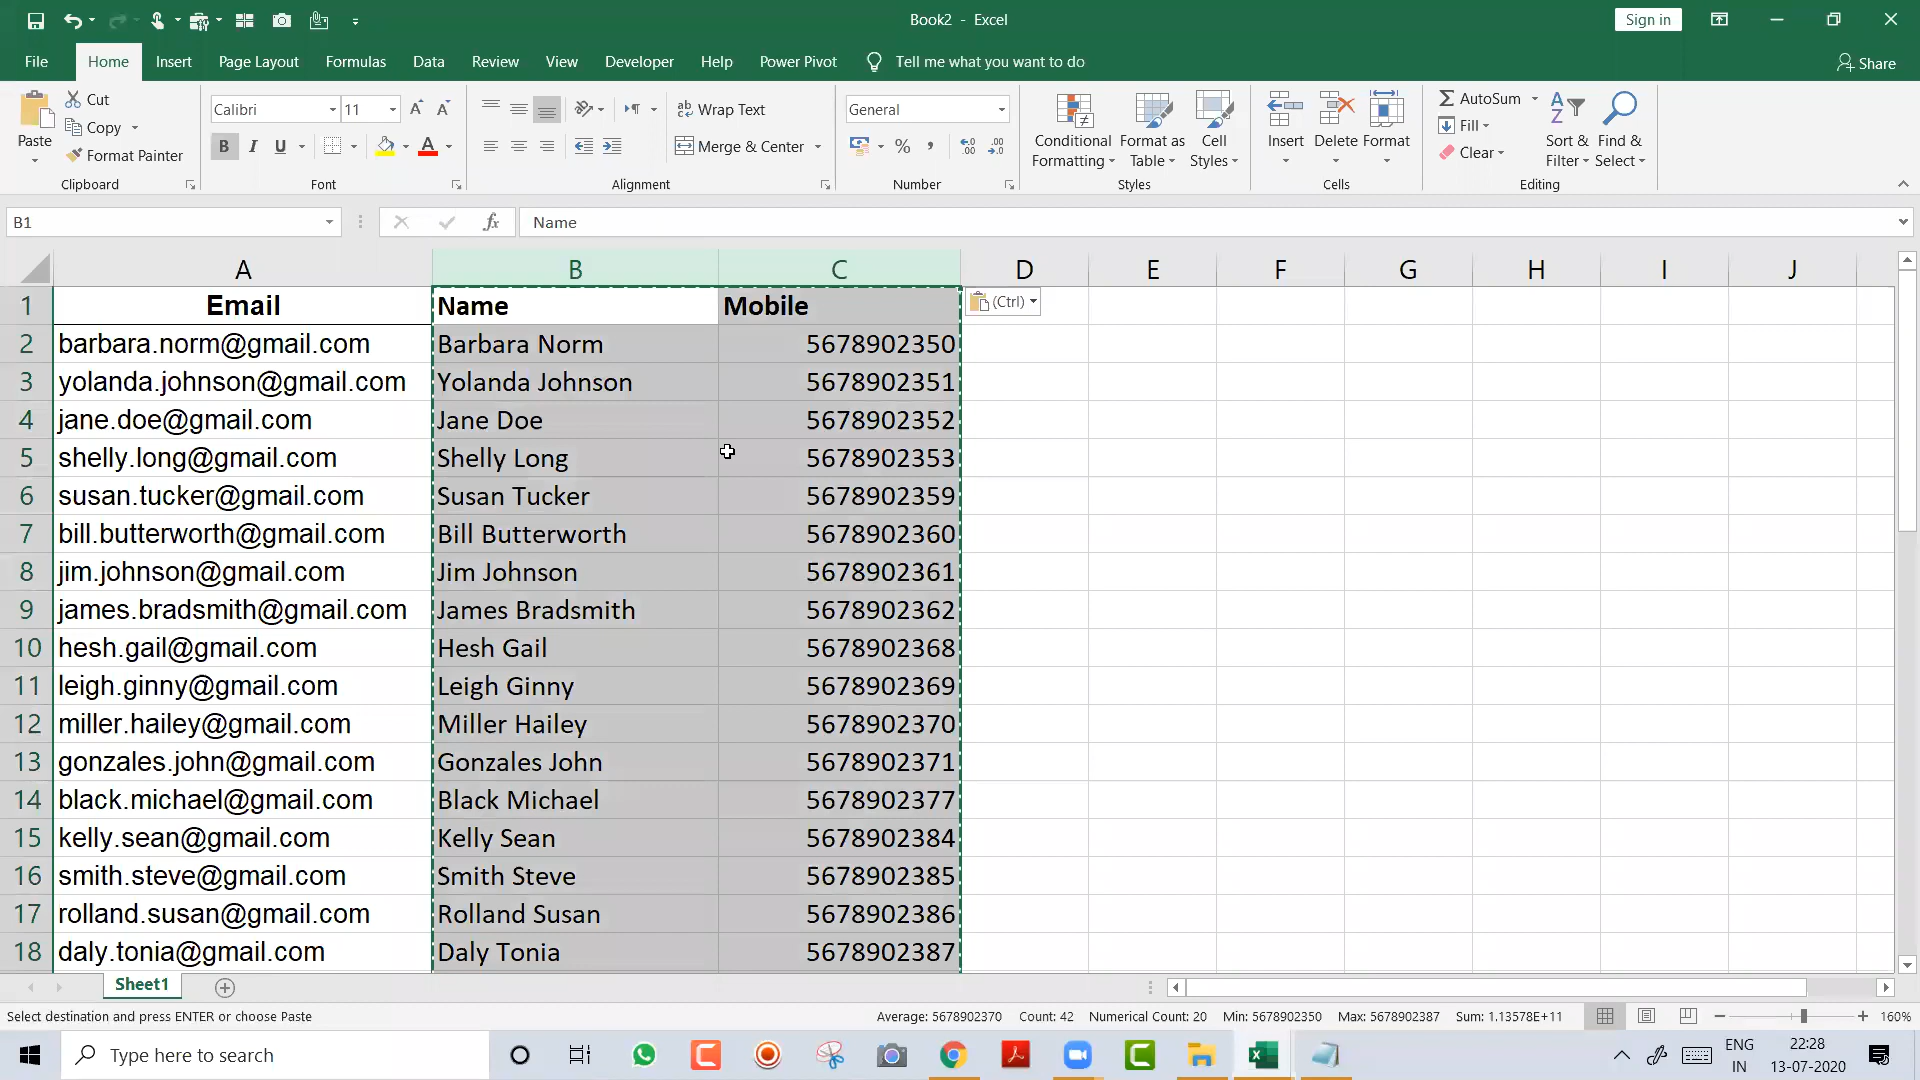 Book2 - Excel
Sign in
File Home Insert Page Layout Formulas Data Review View Developer Help Power Pivot Tell me what you want to do Share
Paste
Cut
Copy
Format Painter
Clipboard
Calibri 11
B I U
Font
Wrap Text
Merge & Center
Alignment
General
%
Number
Conditional Formatting
Format as Table
Cell Styles
Styles
Insert Delete Format
Cells
AutoSum
Fill
Clear
Sort & Filter
Find & Select
Editing
B1 fx Name
A B C D E F G H I J
1 Email Name Mobile (Ctrl)
2 barbara.norm@gmail.com Barbara Norm 5678902350
3 yolanda.johnson@gmail.com Yolanda Johnson 5678902351
4 jane.doe@gmail.com Jane Doe 5678902352
5 shelly.long@gmail.com Shelly Long 5678902353
6 susan.tucker@gmail.com Susan Tucker 5678902359
7 bill.butterworth@gmail.com Bill Butterworth 5678902360
8 jim.johnson@gmail.com Jim Johnson 5678902361
9 james.bradsmith@gmail.com James Bradsmith 5678902362
10 hesh.gail@gmail.com Hesh Gail 5678902368
11 leigh.ginny@gmail.com Leigh Ginny 5678902369
12 miller.hailey@gmail.com Miller Hailey 5678902370
13 gonzales.john@gmail.com Gonzales John 5678902371
14 black.michael@gmail.com Black Michael 5678902377
15 kelly.sean@gmail.com Kelly Sean 5678902384
16 smith.steve@gmail.com Smith Steve 5678902385
17 rolland.susan@gmail.com Rolland Susan 5678902386
18 daly.tonia@gmail.com Daly Tonia 5678902387
Sheet1
Select destination and press ENTER or choose Paste Average: 5678902370 Count: 42 Numerical Count: 20 Min: 5678902350 Max: 5678902387 Sum: 1.13578E+11 160%
Type here to search
ENG
IN
22:28
13-07-2020